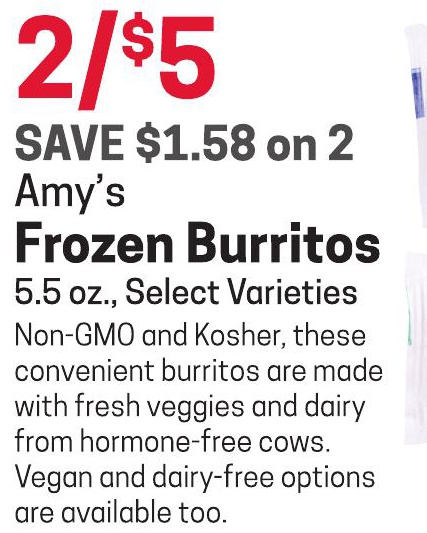 2/$5
SAVE $1.58 on 2
Amy's
Frozen Burritos
5.5 oz., Select Varieties
Non-GMO and Kosher, these
convenient burritos are made
with fresh veggies and dairy
from hormone-free cows.
Vegan and dairy-free options
are available too.